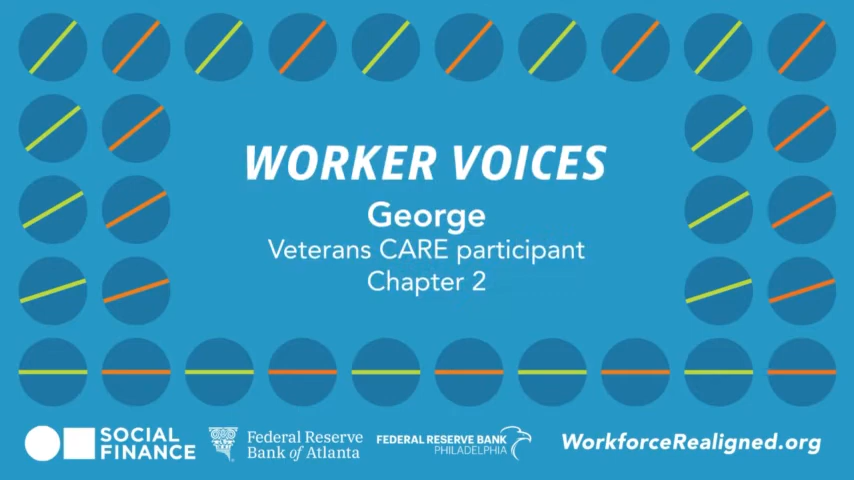 WORKER VOICES
George
Veterans CARE participant
Chapter 2
SOCIAL
FINANCE
Federal Reserve
Bank of Atlanta
FEDERAL RESERVE BANK
PHILADELPHIA
WorkforceRealigned.org